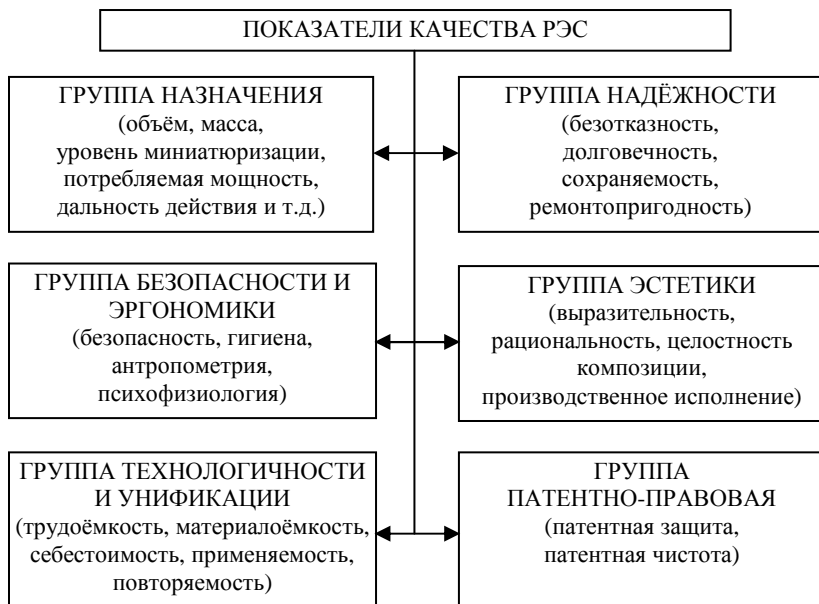 ПОКАЗАТЕЛИ КАЧЕСТВА РЭС
ГРУППА НАЗНАЧЕНИЯ
(объём, масса,
уровень миниатюризации,
потребляемая мощность,
дальность действия и т.д.)
ГРУППА НАДЁЖНОСТИ
(безотказность,
долговечность,
сохраняемость,
ремонтопригодность)
ГРУППА БЕЗОПАСНОСТИ И
ЭРГОНОМИКИ
(безопасность, гигиена,
антропометрия,
психофизиология)
ГРУППА ЭСТЕТИКИ
(выразительность,
рациональность, целостность
композиции,
производственное исполнение)
ГРУППА ТЕХНОЛОГИЧНОСТИ
И УНИФИКАЦИИ
(трудоёмкость, материалоёмкость,
себестоимость, применяемость,
повторяемость)
ГРУППА
ПАТЕНТНО-ПРАВОВАЯ
(патентная защита,
патентная чистота)